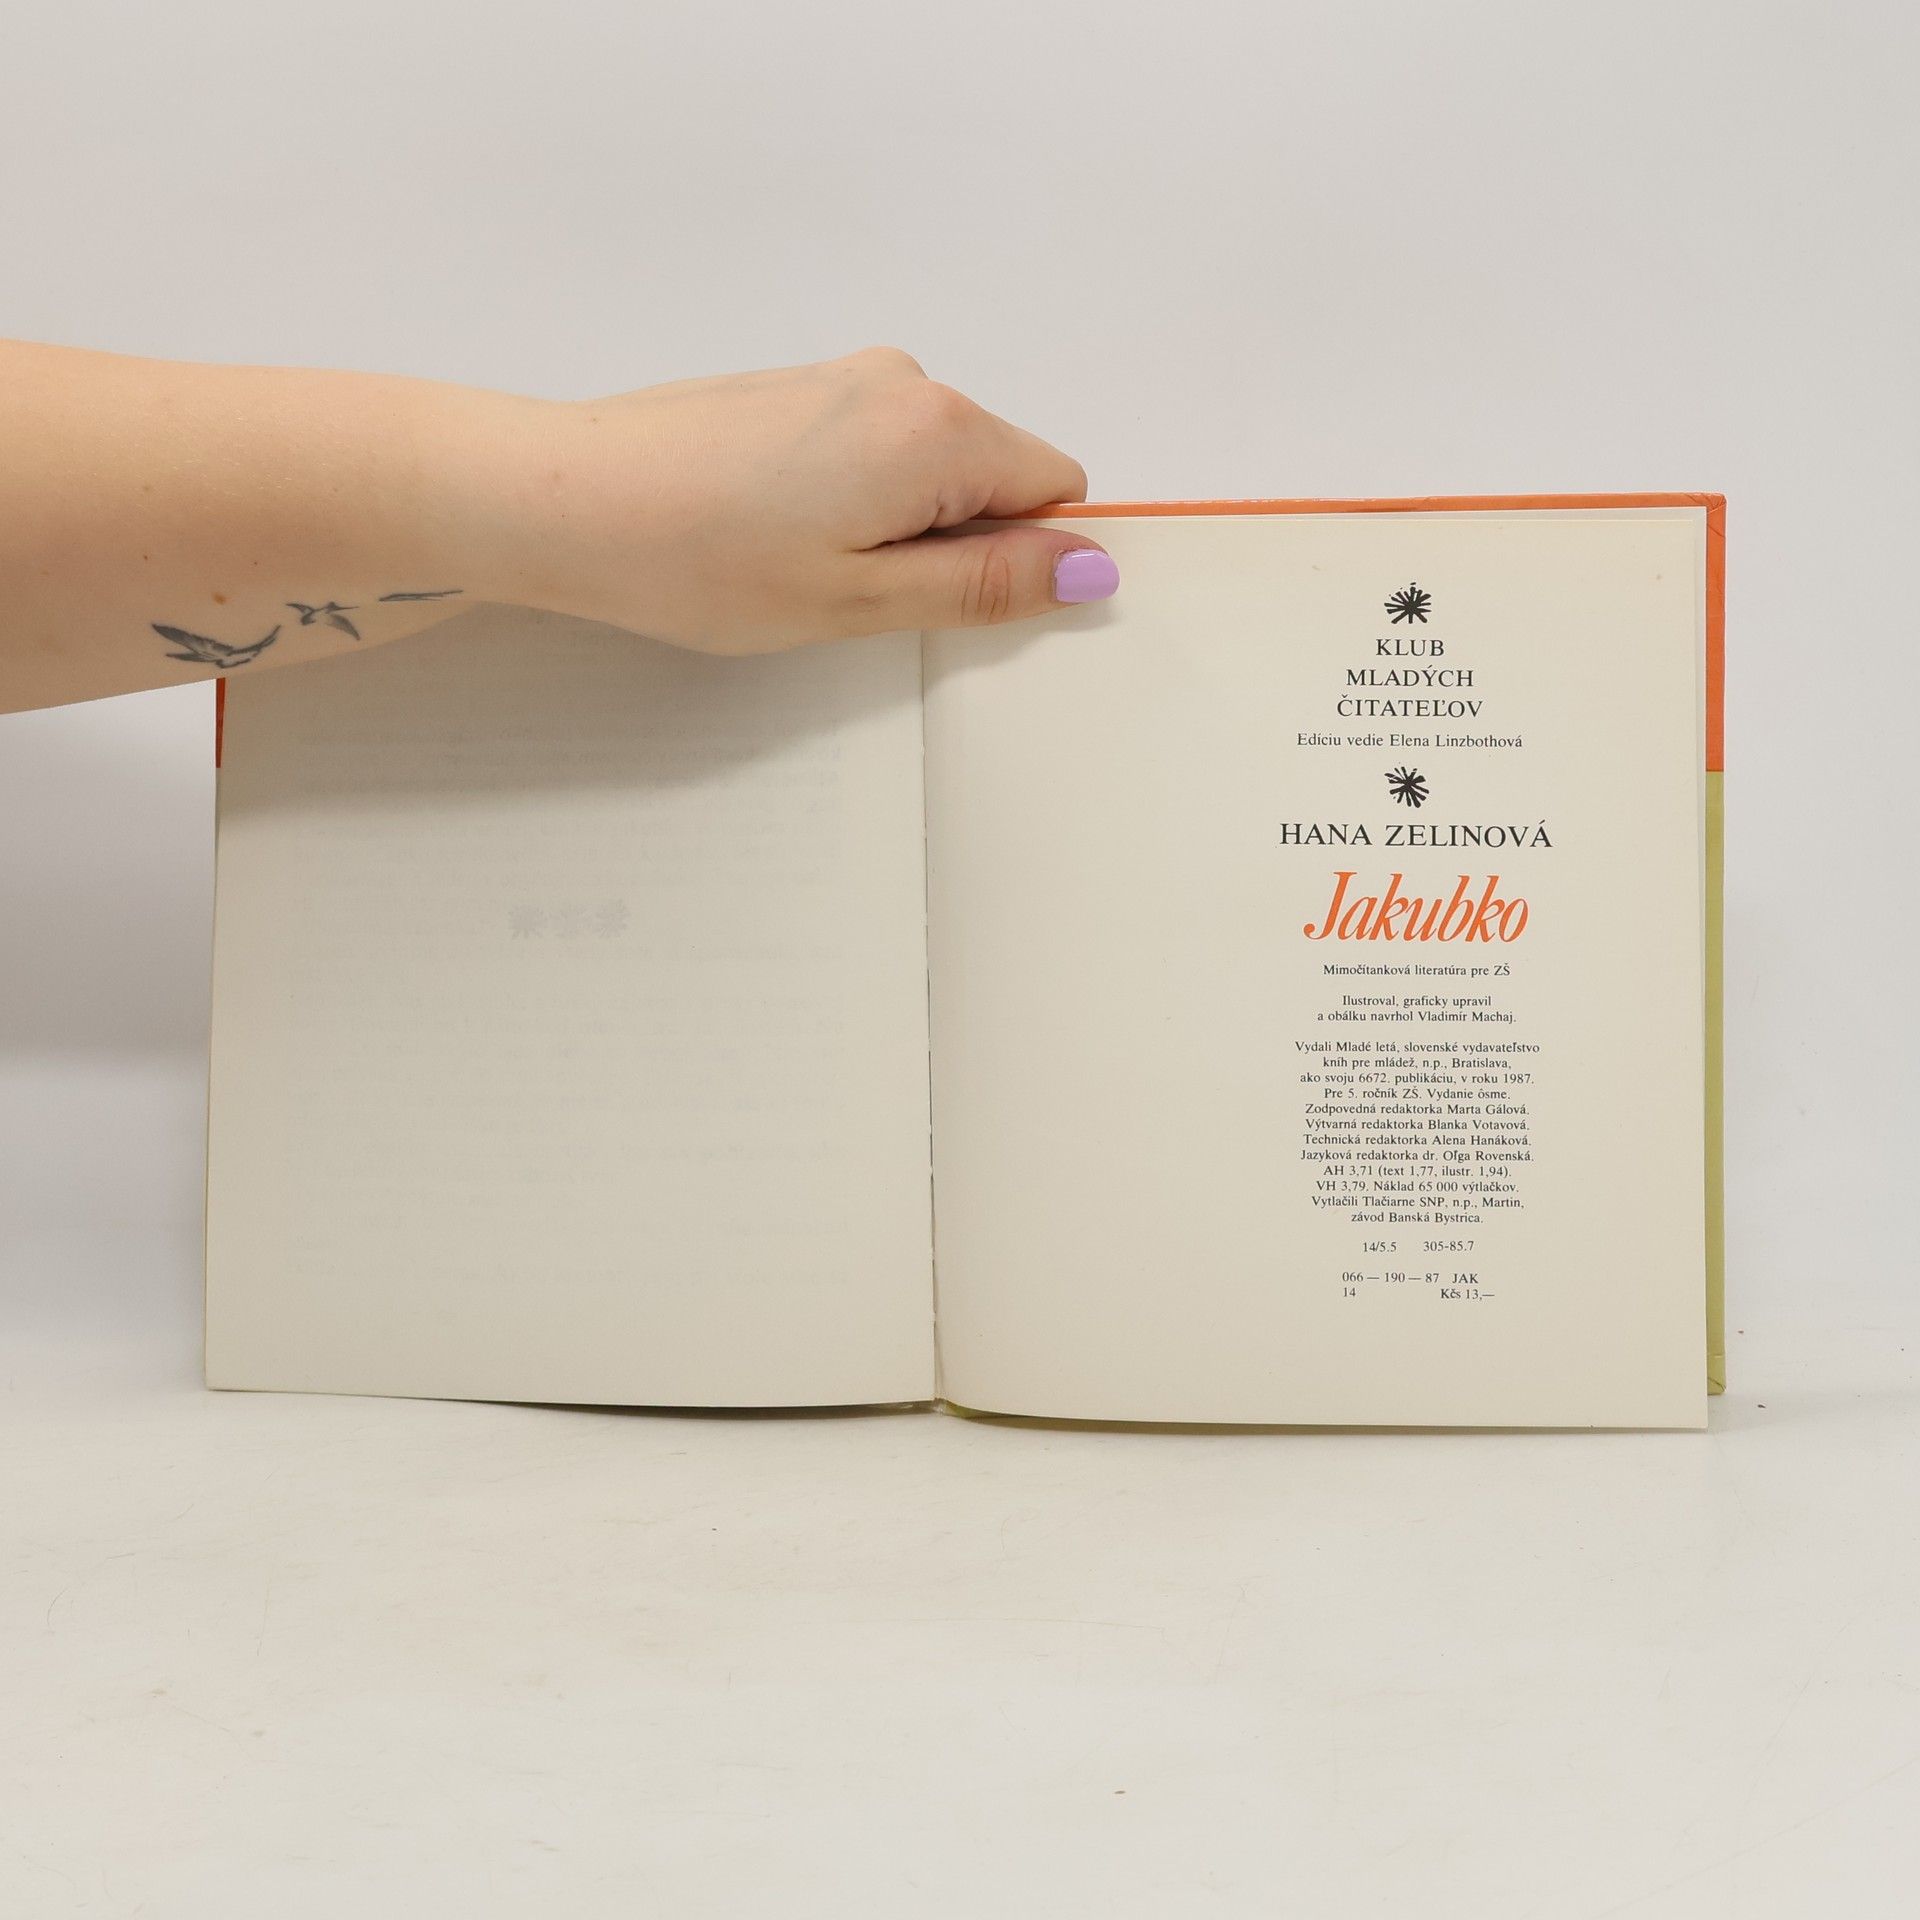 KLUB
MLADÝCH
ČITATEĽOV
Edíciu vedie Elena Linzbothová
HANA ZELINOVÁ
Jakubko
Mimočítanková literatúra pre ZŠ
Ilustroval, graficky upravil
a obálku navrhol Vladimír Machaj.
Vydali Mladé letá, slovenské vydavateľstvo
kníh pre mládež, n.p., Bratislava,
ako svoju 6672. publikáciu, v roku 1987.
Pre 5. ročník ZŠ. Vydanie ôsme.
Zodpovedná redaktorka Marta Gálová.
Výtvarná redaktorka Blanka Votavová.
Technická redaktorka Alena Hanáková.
Jazyková redaktorka dr. Oľga Rovenská.
AH 3,71 (text 1,77, ilustr. 1,94).
VH 3,79. Náklad 65 000 výtlačkov.
Vytlačili Tlačiarne SNP, n.p., Martin,
závod Banská Bystrica.
14/5.5 305-85.7
066 — 190 — 87 JAK
14 Kčs 13,—